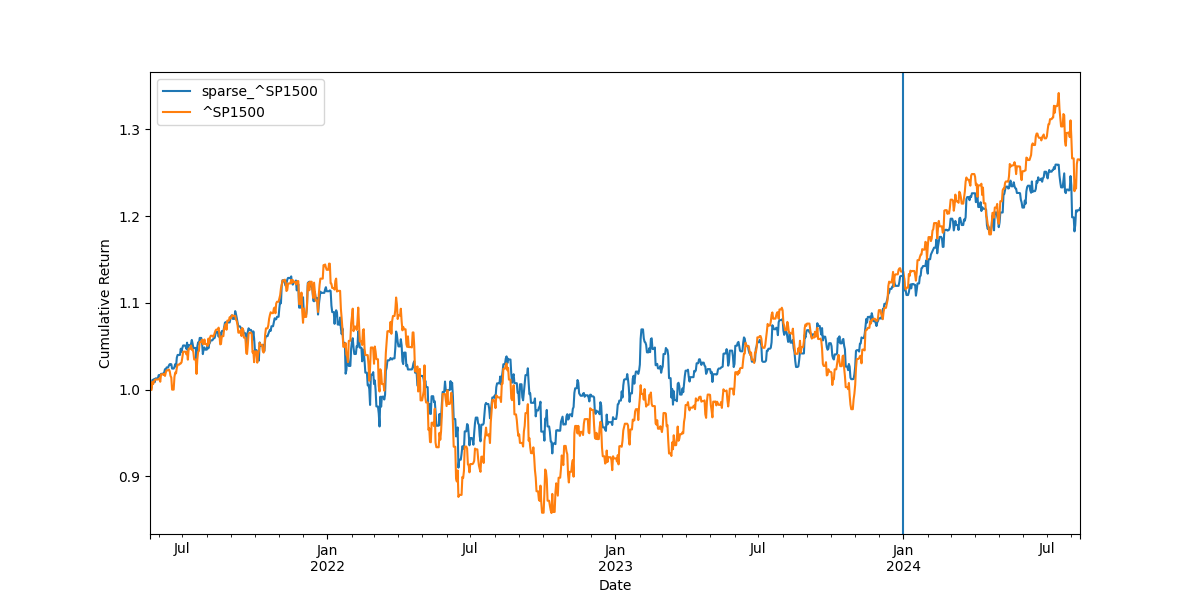 sparse_^SP1500
^SP1500
Cumulative Return
1.3
1.2
1.1
1.0
0.9
Jul
Jan
2022
Jul
Jan
2023
Jul
Jan
2024
Jul
Date